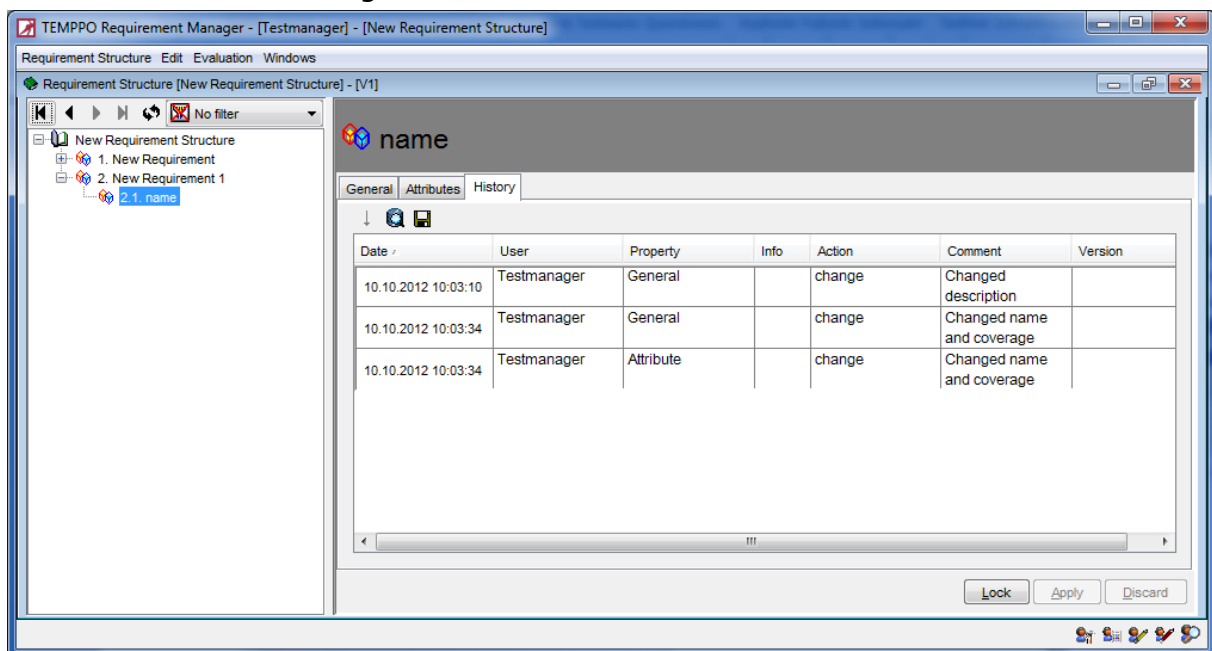 TEMPPO Requirement Manager - [Testmanager] - [New Requirement Structure]
Requirement Structure Edit Evaluation Windows
Requirement Structure [New Requirement Structure] - [V1]
No filter
New Requirement Structure
1. New Requirement
2. New Requirement 1
2.1. name
name
General Attributes History
Date User Property Info Action Comment Version
10.10.2012 10:03:10 Testmanager General change Changed
description
10.10.2012 10:03:34 Testmanager General change Changed name
and coverage
10.10.2012 10:03:34 Testmanager Attribute change Changed name
and coverage
Lock Apply Discard